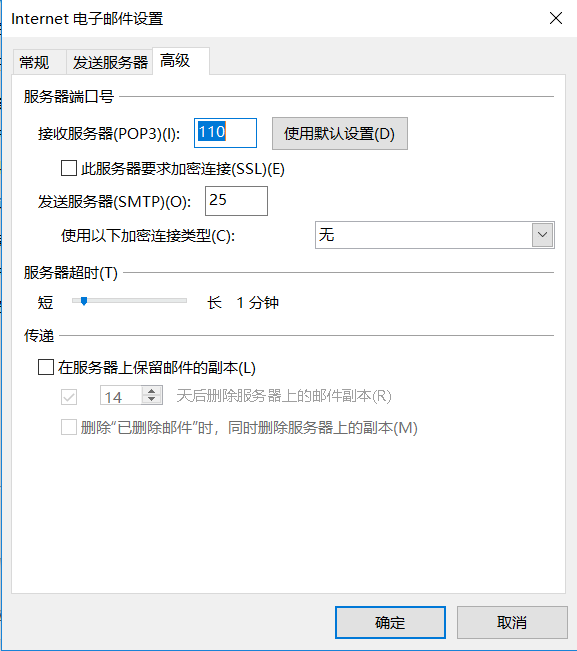 Internet 电子邮件设置
常规 发送服务器 高级
服务器端口号
接收服务器(POP3)(I): 110 使用默认设置(D)
此服务器要求加密连接(SSL)(E)
发送服务器(SMTP)(O): 25
使用以下加密连接类型(C): 无
服务器超时(T)
短 长 1 分钟
传递
在服务器上保留邮件的副本(L)
14 天后删除服务器上的邮件副本(R)
删除“已删除邮件”时，同时删除服务器上的副本(M)
确定 取消